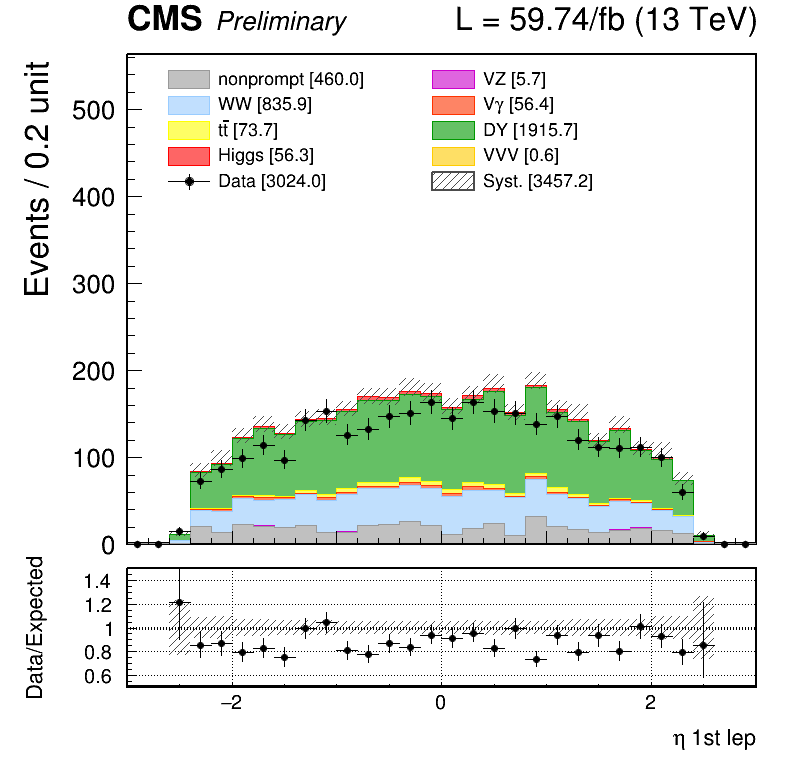 CMS Preliminary L = 59.74/fb (13 TeV)
Events / 0.2 unit
500
400
300
200
100
0
nonprompt [460.0]
WW [835.9]
tt̄ [73.7]
Higgs [56.3]
Data [3024.0]
VZ [5.7]
Vγ [56.4]
DY [1915.7]
VVV [0.6]
Syst. [3457.2]
Data/Expected
1.4
1.2
1
0.8
0.6
−2 0 2
η 1st lep